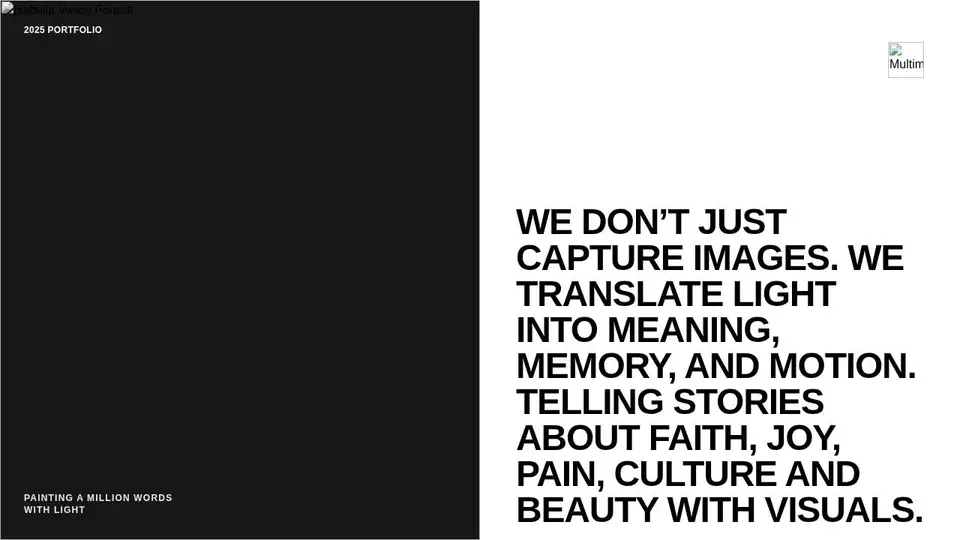 2025 PORTFOLIO
PAINTING A MILLION WORDS
WITH LIGHT
Multim
WE DON’T JUST
CAPTURE IMAGES. WE
TRANSLATE LIGHT
INTO MEANING,
MEMORY, AND MOTION.
TELLING STORIES
ABOUT FAITH, JOY,
PAIN, CULTURE AND
BEAUTY WITH VISUALS.